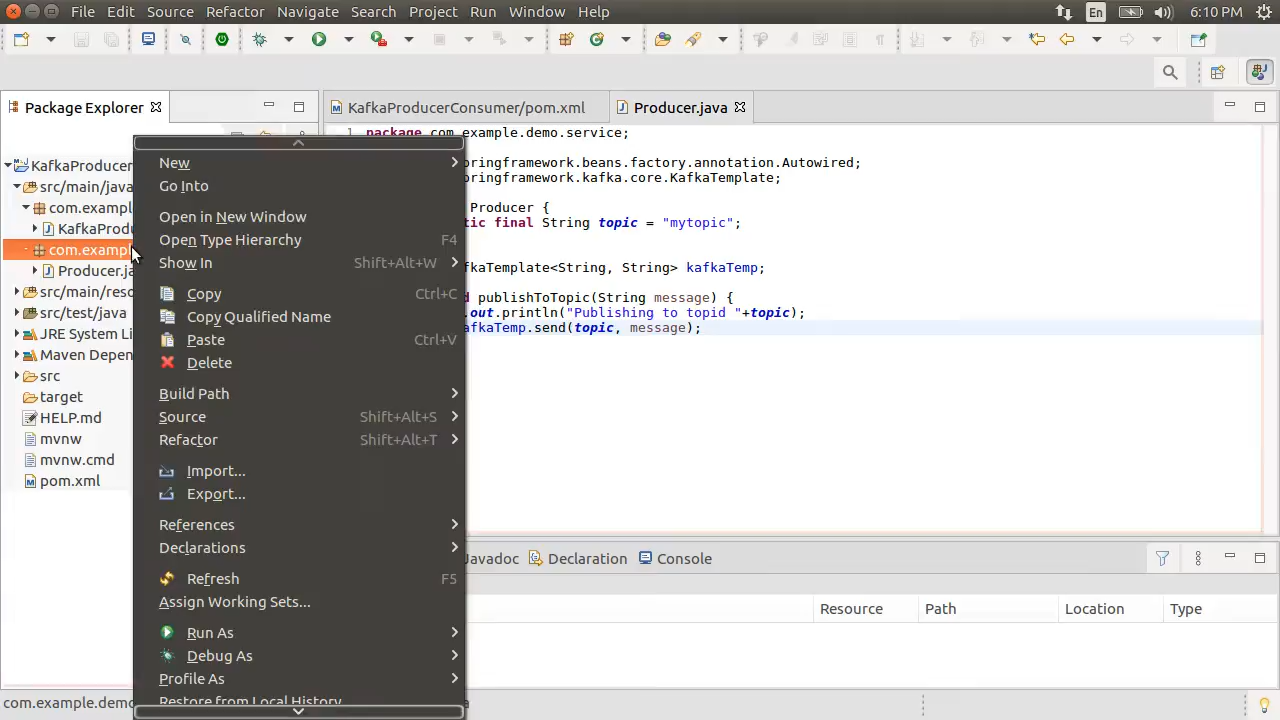 File Edit Source Refactor Navigate Search Project Run Window Help
En
6:10 PM
Package Explorer
KafkaProducerConsumer/pom.xml
Producer.java
KafkaProducer
src/main/java
com.example
KafkaProdu
com.exampl
Producer.ja
src/main/reso
src/test/java
JRE System Li
Maven Depen
src
target
HELP.md
mvnw
mvnw.cmd
pom.xml
New
Go Into
Open in New Window
Open Type Hierarchy F4
Show In Shift+Alt+W
Copy Ctrl+C
Copy Qualified Name
Paste Ctrl+V
Delete
Build Path
Source Shift+Alt+S
Refactor Shift+Alt+T
Import...
Export...
References
Declarations
Refresh F5
Assign Working Sets...
Run As
Debug As
Profile As
Restore from Local History
1 package com.example.demo.service;
ringframework.beans.factory.annotation.Autowired;
ringframework.kafka.core.KafkaTemplate;
Producer {
tic final String topic = "mytopic";
fkaTemplate<String, String> kafkaTemp;
d publishToTopic(String message) {
.out.println("Publishing to topid "+topic);
afkaTemp.send(topic, message);
Javadoc Declaration Console
Resource Path Location Type
com.example.demo